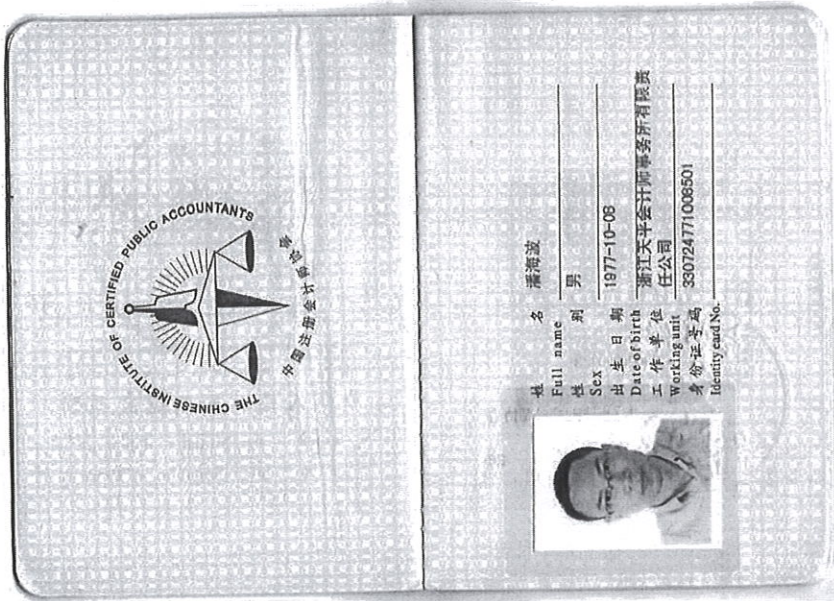 THE CHINESE INSTITUTE OF CERTIFIED PUBLIC ACCOUNTANTS
中国注册会计师协会
姓 名 潘海波
Full name
性 别 男
Sex
出 生 日 期 1977-10-08
Date of birth
工 作 单 位 浙江天平会计师事务所有限责
Working unit 任公司
身份证号码 330724771008501
Identity card No.